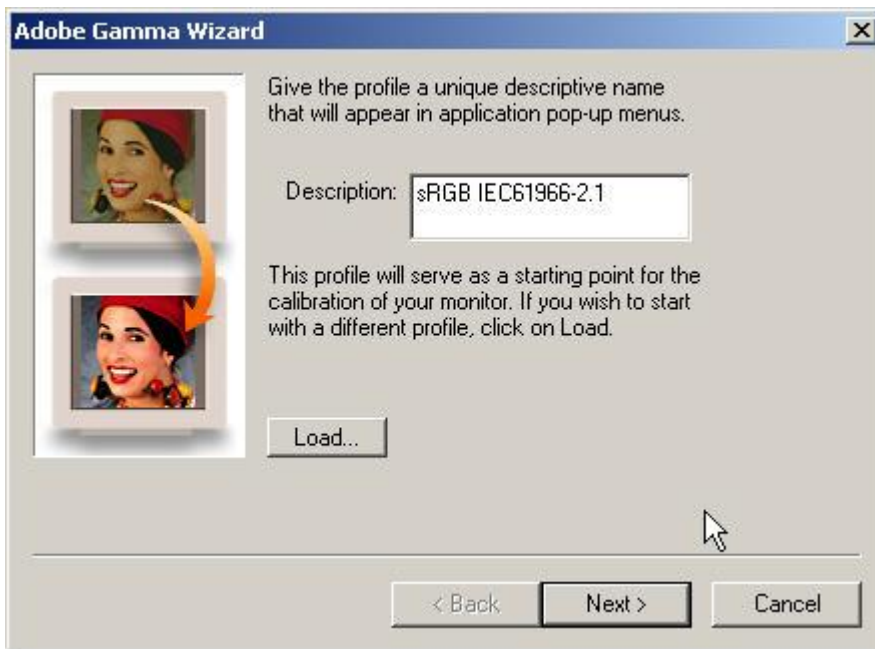 Adobe Gamma Wizard
Give the profile a unique descriptive name
that will appear in application pop-up menus.
Description: sRGB IEC61966-2.1
This profile will serve as a starting point for the
calibration of your monitor. If you wish to start
with a different profile, click on Load.
Load...
< Back Next > Cancel